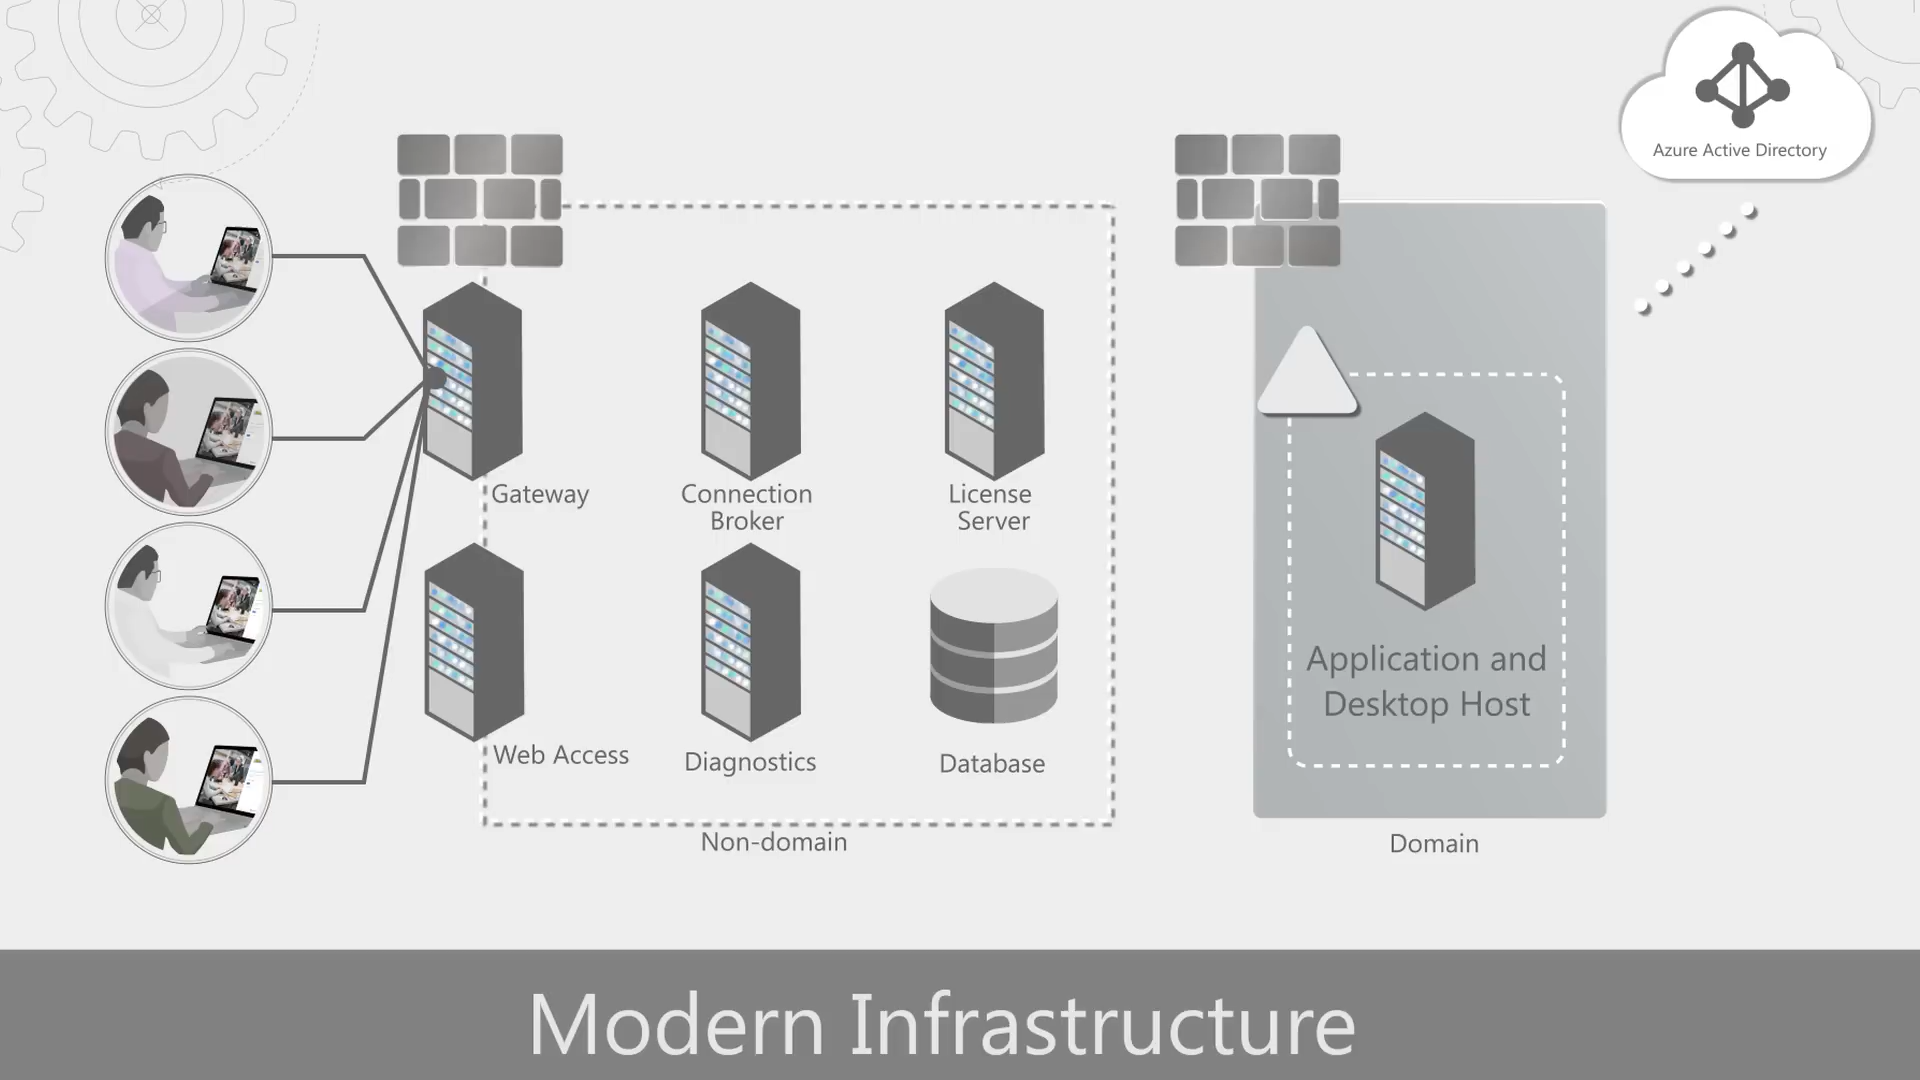 Azure Active Directory
Gateway
Connection
Broker
License
Server
Web Access
Diagnostics
Database
Non-domain
Application and
Desktop Host
Domain
Modern Infrastructure